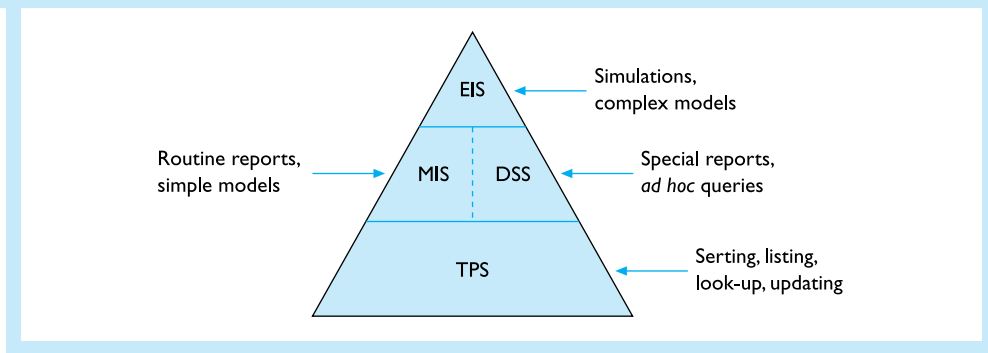 EIS
Simulations,
complex models
Routine reports,
simple models
MIS
DSS
Special reports,
ad hoc queries
TPS
Serting, listing,
look-up, updating